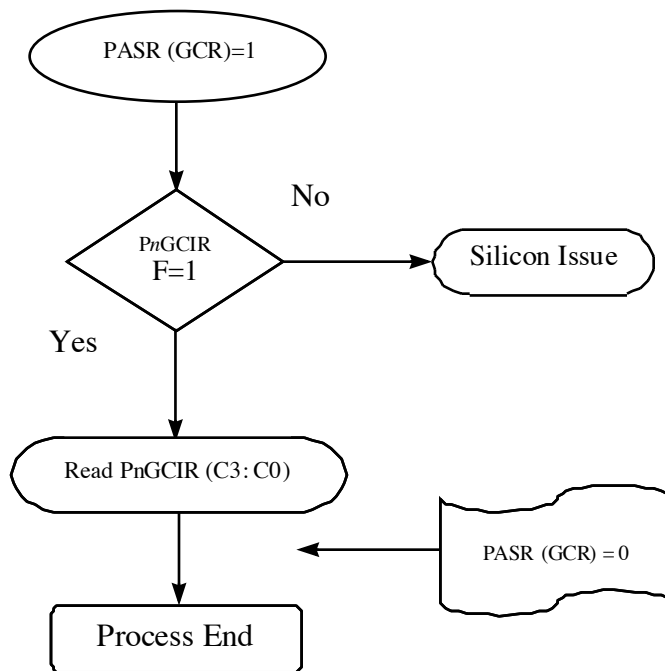 PASR (GCR)=1
No
PnGCIR
F=1
Silicon Issue
Yes
Read PnGCIR (C3: C0)
PASR (GCR) = 0
Process End